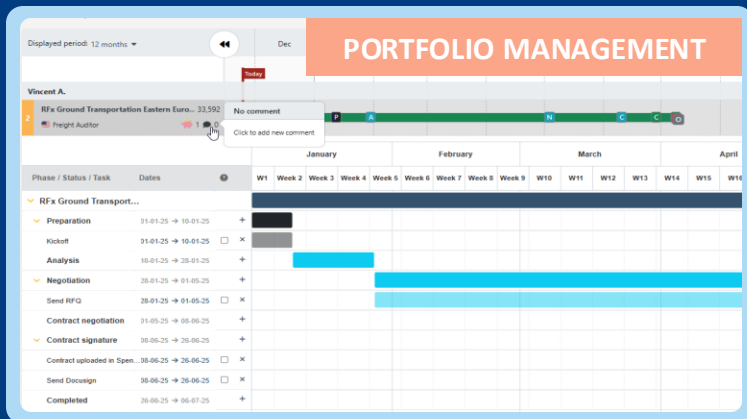 PORTFOLIO MANAGEMENT
Displayed period: 12 months
Dec
Today
Vincent A.
2
RFx Ground Transportation Eastern Euro... 33,592
Freight Auditor 1 0
No comment
Click to add new comment
P A N C C O
January February March April
Phase / Status / Task Dates W1 Week 2 Week 3 Week 4 Week 5 Week 6 Week 7 Week 8 Week 9 W10 W11 W12 W13 W14 W15 W16
RFx Ground Transport...
Preparation 01-01-25 → 10-01-25 +
Kickoff 01-01-25 → 10-01-25 ×
Analysis 10-01-25 → 28-01-25 +
Negotiation 28-01-25 → 01-05-25 +
Send RFQ 28-01-25 → 01-05-25 ×
Contract negotiation 01-05-25 → 08-06-25 +
Contract signature 08-06-25 → 26-06-25 +
Contract uploaded in Spen... 08-06-25 → 26-06-25 ×
Send Docusign 08-06-25 → 26-06-25 ×
Completed 26-06-25 → 06-07-25 +